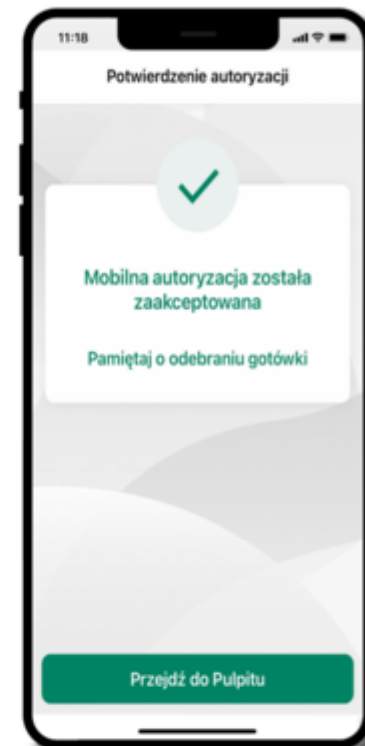 11:18
Potwierdzenie autoryzacji
Mobilna autoryzacja została
zaakceptowana
Pamiętaj o odebraniu gotówki
Przejdź do Pulpitu